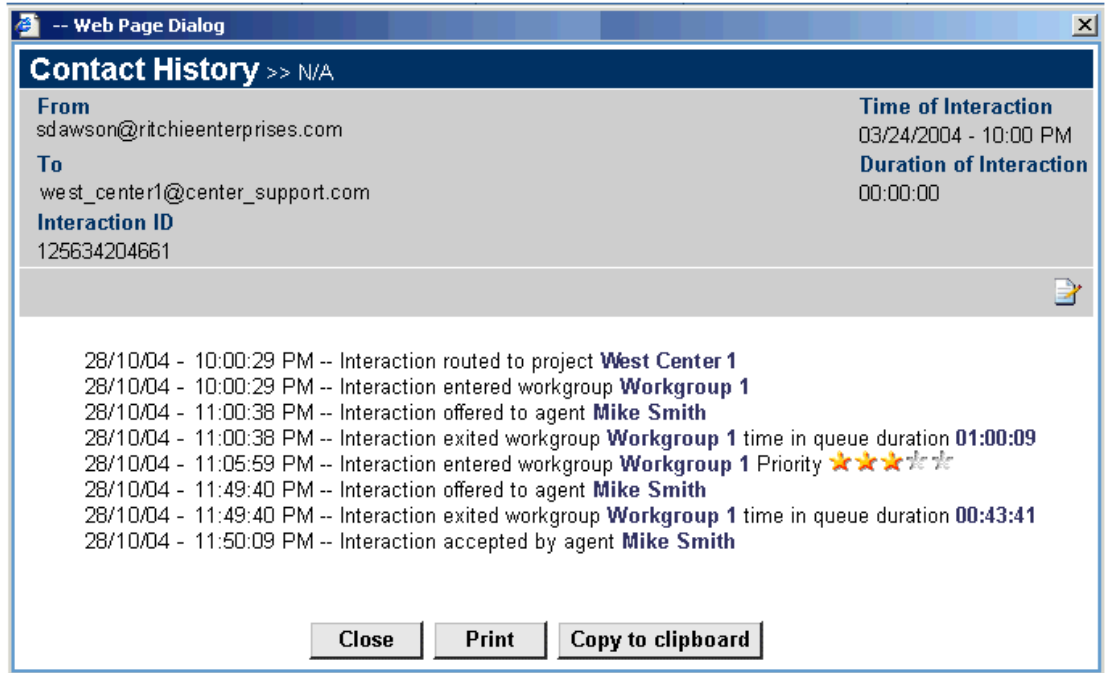 -- Web Page Dialog
Contact History >> N/A
From
sdawson@ritchieenterprises.com
To
west_center1@center_support.com
Interaction ID
125634204661
Time of Interaction
03/24/2004 - 10:00 PM
Duration of Interaction
00:00:00
28/10/04 - 10:00:29 PM -- Interaction routed to project West Center 1
28/10/04 - 10:00:29 PM -- Interaction entered workgroup Workgroup 1
28/10/04 - 11:00:38 PM -- Interaction offered to agent Mike Smith
28/10/04 - 11:00:38 PM -- Interaction exited workgroup Workgroup 1 time in queue duration 01:00:09
28/10/04 - 11:05:59 PM -- Interaction entered workgroup Workgroup 1 Priority
28/10/04 - 11:49:40 PM -- Interaction offered to agent Mike Smith
28/10/04 - 11:49:40 PM -- Interaction exited workgroup Workgroup 1 time in queue duration 00:43:41
28/10/04 - 11:50:09 PM -- Interaction accepted by agent Mike Smith
Close Print Copy to clipboard